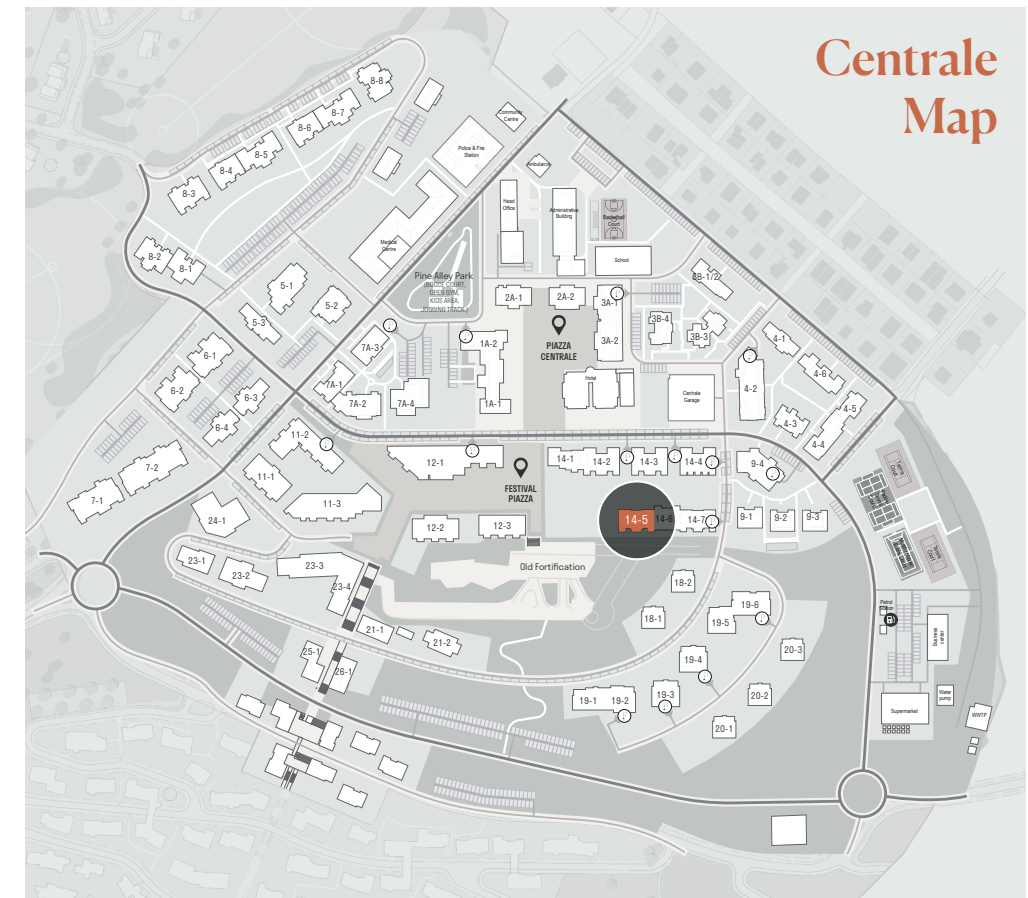 Centrale
Map
8-8
8-7
8-6
8-5
8-4
8-3
8-2
8-1
Community
Centre
Police & Fire
Station
Ambulance
Head
Office
Administrative
Building
Basketball
Court
School
Medical
Centre
Pine Alley Park
(BOCCE COURT,
OPEN GYM,
KIDS AREA,
JOGGING TRACK)
5-1
5-2
5-3
2A-1
2A-2
3A-1
3A-2
3B-1/2
3B-4
3B-3
PIAZZA
CENTRALE
Hotel
Centrale
Garage
1A-2
1A-1
7A-3
7A-1
7A-2
7A-4
6-1
6-2
6-3
6-4
4-1
4-6
4-2
4-5
4-3
4-4
7-2
7-1
11-2
11-1
11-3
12-1
FESTIVAL
PIAZZA
12-2
12-3
14-1
14-2
14-3
14-4
14-5
14-6
14-7
9-4
9-1
9-2
9-3
Tennis
Court
Tennis
Court
24-1
23-1
23-2
23-3
23-4
Old Fortification
21-1
21-2
25-1
26-1
18-2
18-1
19-6
19-5
19-4
19-3
19-1
19-2
20-3
20-2
20-1
Petrol
Station
Business
center
Water
pump
Supermarket
WWTP